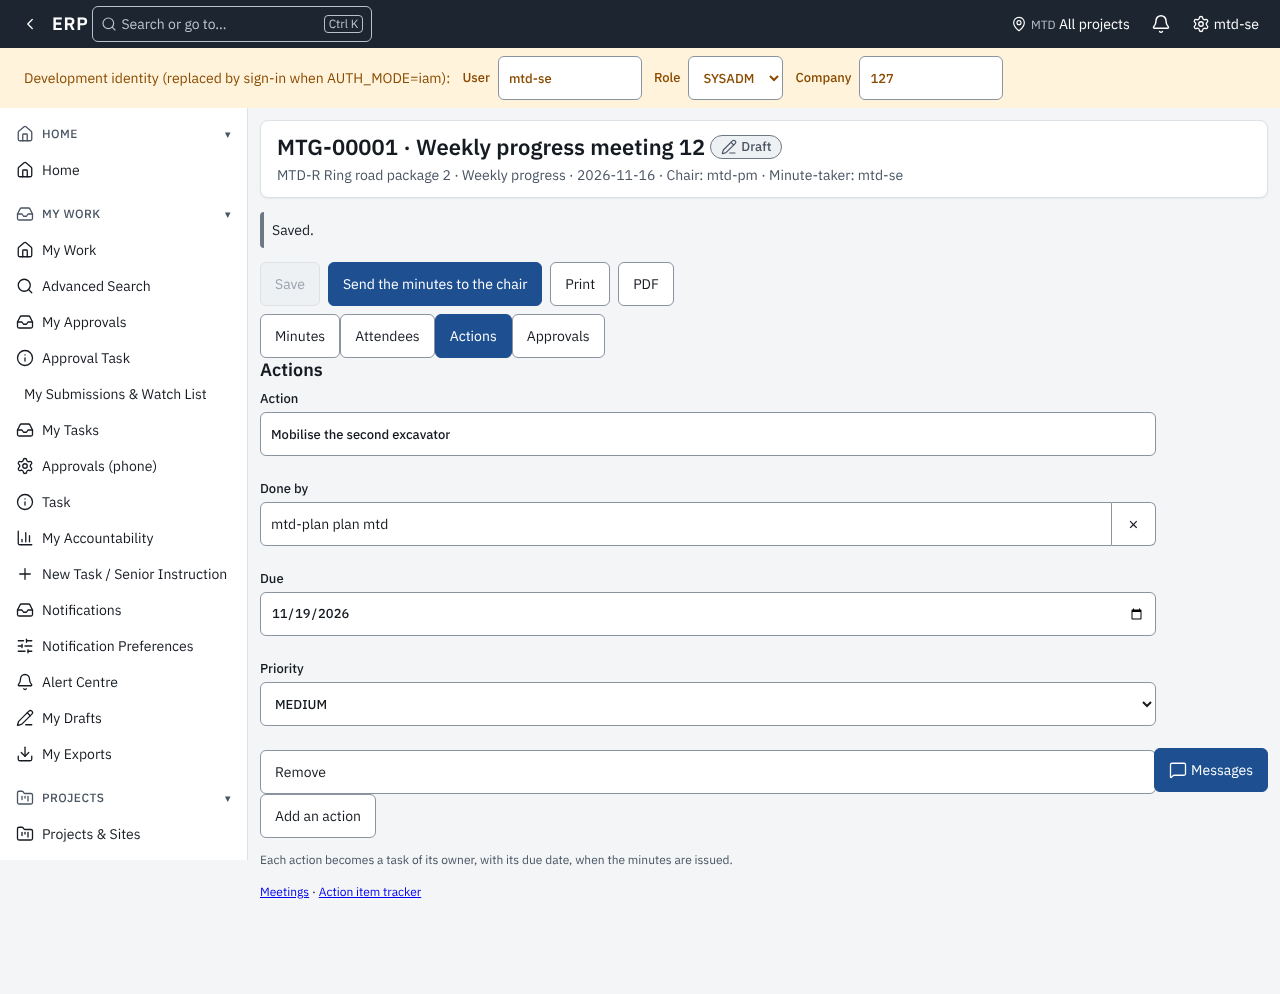 ERP
Search or go to...
Ctrl K
MTD All projects
mtd-se
Development identity (replaced by sign-in when AUTH_MODE=iam):
User
mtd-se
Role
SYSADM
Company
127
HOME
Home
MY WORK
My Work
Advanced Search
My Approvals
Approval Task
My Submissions & Watch List
My Tasks
Approvals (phone)
Task
My Accountability
New Task / Senior Instruction
Notifications
Notification Preferences
Alert Centre
My Drafts
My Exports
PROJECTS
Projects & Sites
MTG-00001 · Weekly progress meeting 12
Draft
MTD-R Ring road package 2 · Weekly progress · 2026-11-16 · Chair: mtd-pm · Minute-taker: mtd-se
Saved.
Save
Send the minutes to the chair
Print
PDF
Minutes
Attendees
Actions
Approvals
Actions
Action
Mobilise the second excavator
Done by
mtd-plan plan mtd
×
Due
11/19/2026
Priority
MEDIUM
Remove
Messages
Add an action
Each action becomes a task of its owner, with its due date, when the minutes are issued.
Meetings · Action item tracker